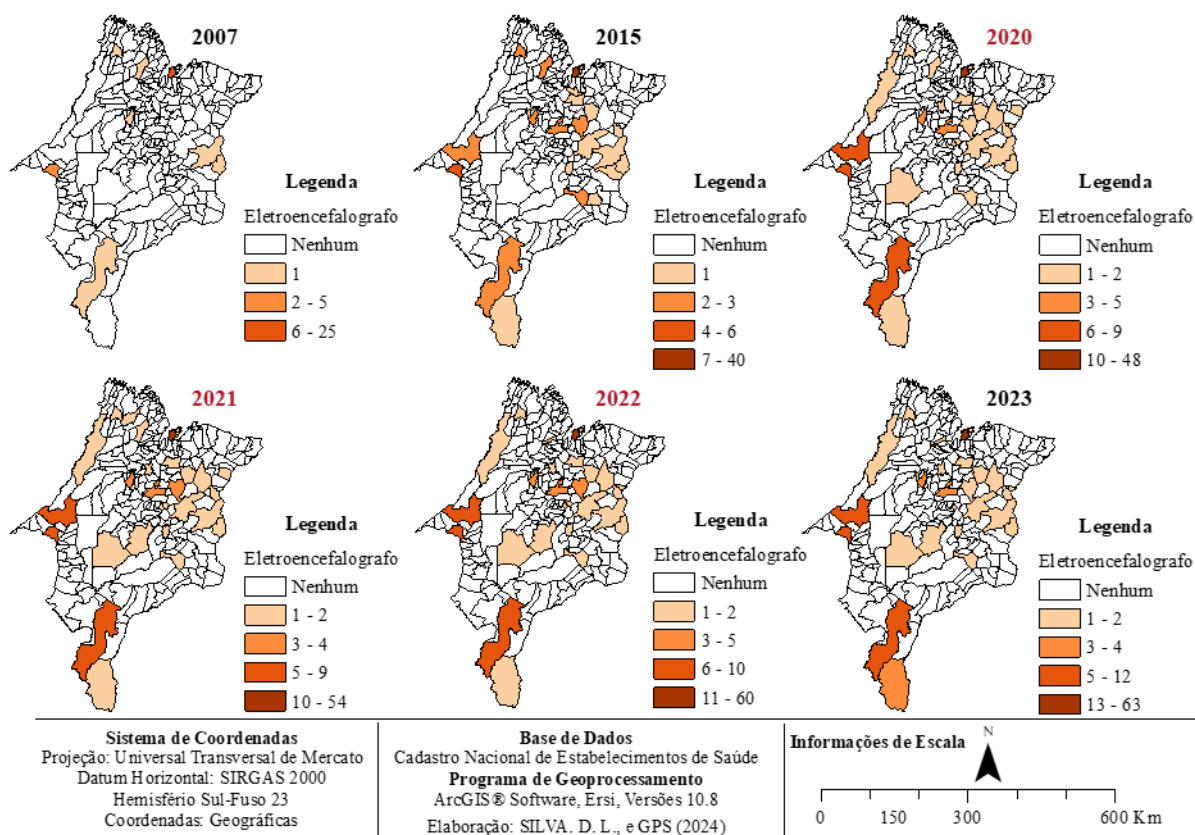 2007
Legenda
Eletroencefalografo
Nenhum
1
2 - 5
6 - 25
2015
Legenda
Eletroencefalografo
Nenhum
1
2 - 3
4 - 6
7 - 40
2020
Legenda
Eletroencefalografo
Nenhum
1 - 2
3 - 5
6 - 9
10 - 48
2021
Legenda
Eletroencefalografo
Nenhum
1 - 2
3 - 4
5 - 9
10 - 54
2022
Legenda
Eletroencefalografo
Nenhum
1 - 2
3 - 5
6 - 10
11 - 60
2023
Legenda
Eletroencefalografo
Nenhum
1 - 2
3 - 4
5 - 12
13 - 63
Sistema de Coordenadas
Projeção: Universal Transversal de Mercato
Datum Horizontal: SIRGAS 2000
Hemisfério Sul-Fuso 23
Coordenadas: Geográficas
Base de Dados
Cadastro Nacional de Estabelecimentos de Saúde
Programa de Geoprocessamento
ArcGIS® Software, Ersi, Versões 10.8
Elaboração: SILVA. D. L., e GPS (2024)
Informações de Escala
N
0 150 300 600 Km